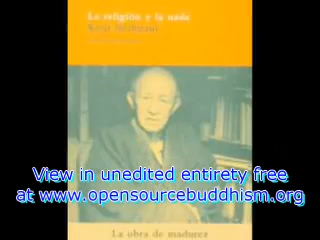 La religión y la nada
Keiji Nishitani
View in unedited entirety free
at www.opensourcebuddhism.org
La obra de madurez